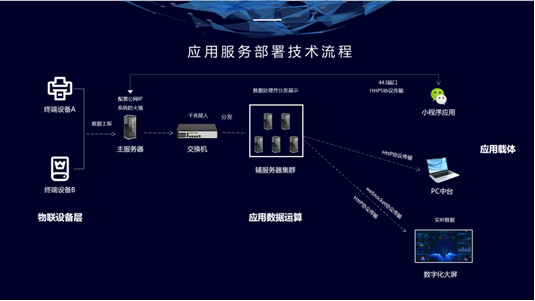 应用服务部署技术流程
443端口
HttPS协议传输
数据处理并分发展示
配置公网IP
系统防火墙
小程序应用
终端设备A
千兆接入
分发
数据上报
主服务器
交换机
辅服务器集群
HttP协议传输
应用载体
终端设备B
PC中台
websocket协议传输
HttP协议传输
物联设备层
应用数据运算
实时数据
数字化大屏